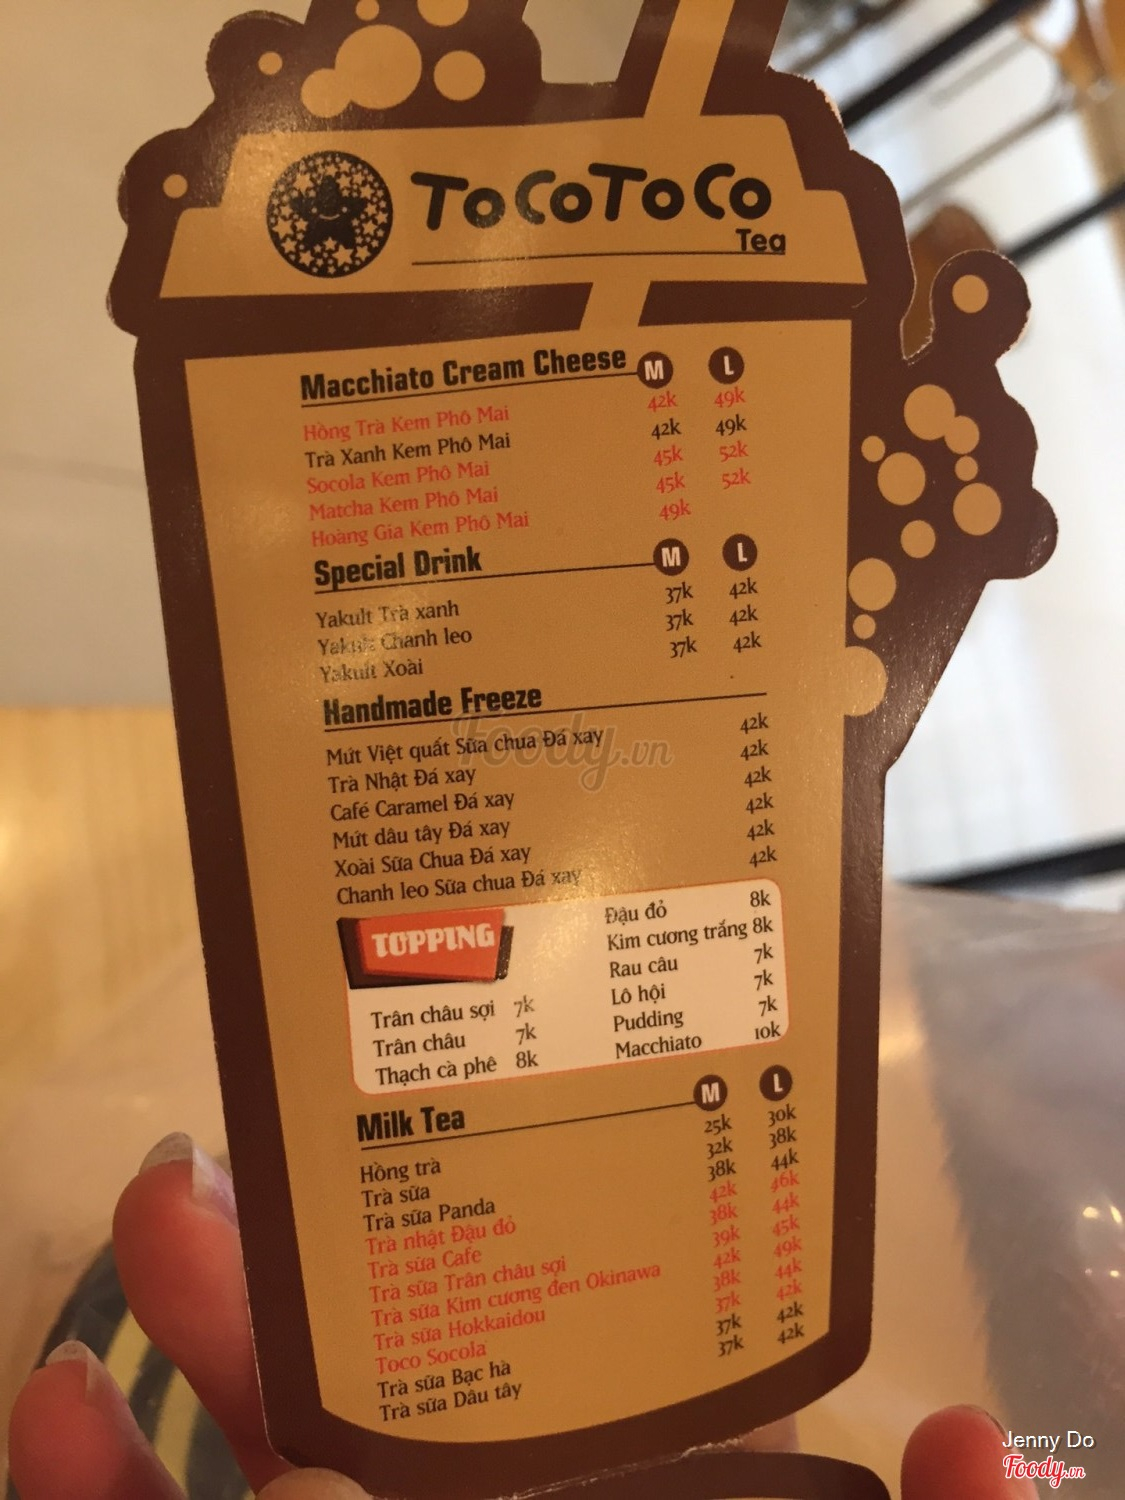 ToCoToCo
Tea
Macchiato Cream Cheese M L
Hồng Trà Kem Phô Mai 42k 49k
Trà Xanh Kem Phô Mai 42k 49k
Socola Kem Phô Mai 45k 52k
Matcha Kem Phô Mai 45k 52k
Hoàng Gia Kem Phô Mai 49k
Special Drink M L
Yakult Trà xanh 37k 42k
Yakult Chanh leo 37k 42k
Yakult Xoài 37k 42k
Handmade Freeze
Mứt Việt quất Sữa chua Đá xay 42k
Trà Nhật Đá xay 42k
Café Caramel Đá xay 42k
Mứt dâu tây Đá xay 42k
Xoài Sữa Chua Đá xay 42k
Chanh leo Sữa chua Đá xay 42k
TOPPING
Trân châu sợi 7k
Trân châu 7k
Thạch cà phê 8k
Đậu đỏ 8k
Kim cương trắng 8k
Rau câu 7k
Lô hội 7k
Pudding 7k
Macchiato 10k
Milk Tea M L
Hồng trà 25k 30k
Trà sữa 32k 38k
Trà sữa Panda 38k 44k
Trà nhật Đậu đỏ 42k 46k
Trà sữa Cafe 38k 44k
Trà sữa Trân châu sợi 39k 45k
Trà sữa Kim cương đen Okinawa 42k 49k
Trà sữa Hokkaidou 38k 44k
Toco Socola 37k 42k
Trà sữa Bạc hà 37k 42k
Trà sữa Dâu tây 37k 42k
Foody.vn
Jenny Do
Foody.vn